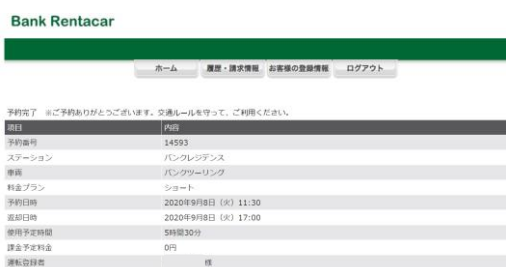 Bank Rentacar
ホーム 履歴・請求情報 お客様の登録情報 ログアウト
予約完了 ※ご予約ありがとうございます。交通ルールを守って、ご利用ください。
項目 内容
予約番号 14593
ステーション バンクレジデンス
車両 バンクツーリング
料金プラン ショート
予約日時 2020年9月8日（火）11:30
返却日時 2020年9月8日（火）17:00
使用予定時間 5時間30分
課金予定料金 0円
運転登録者 様